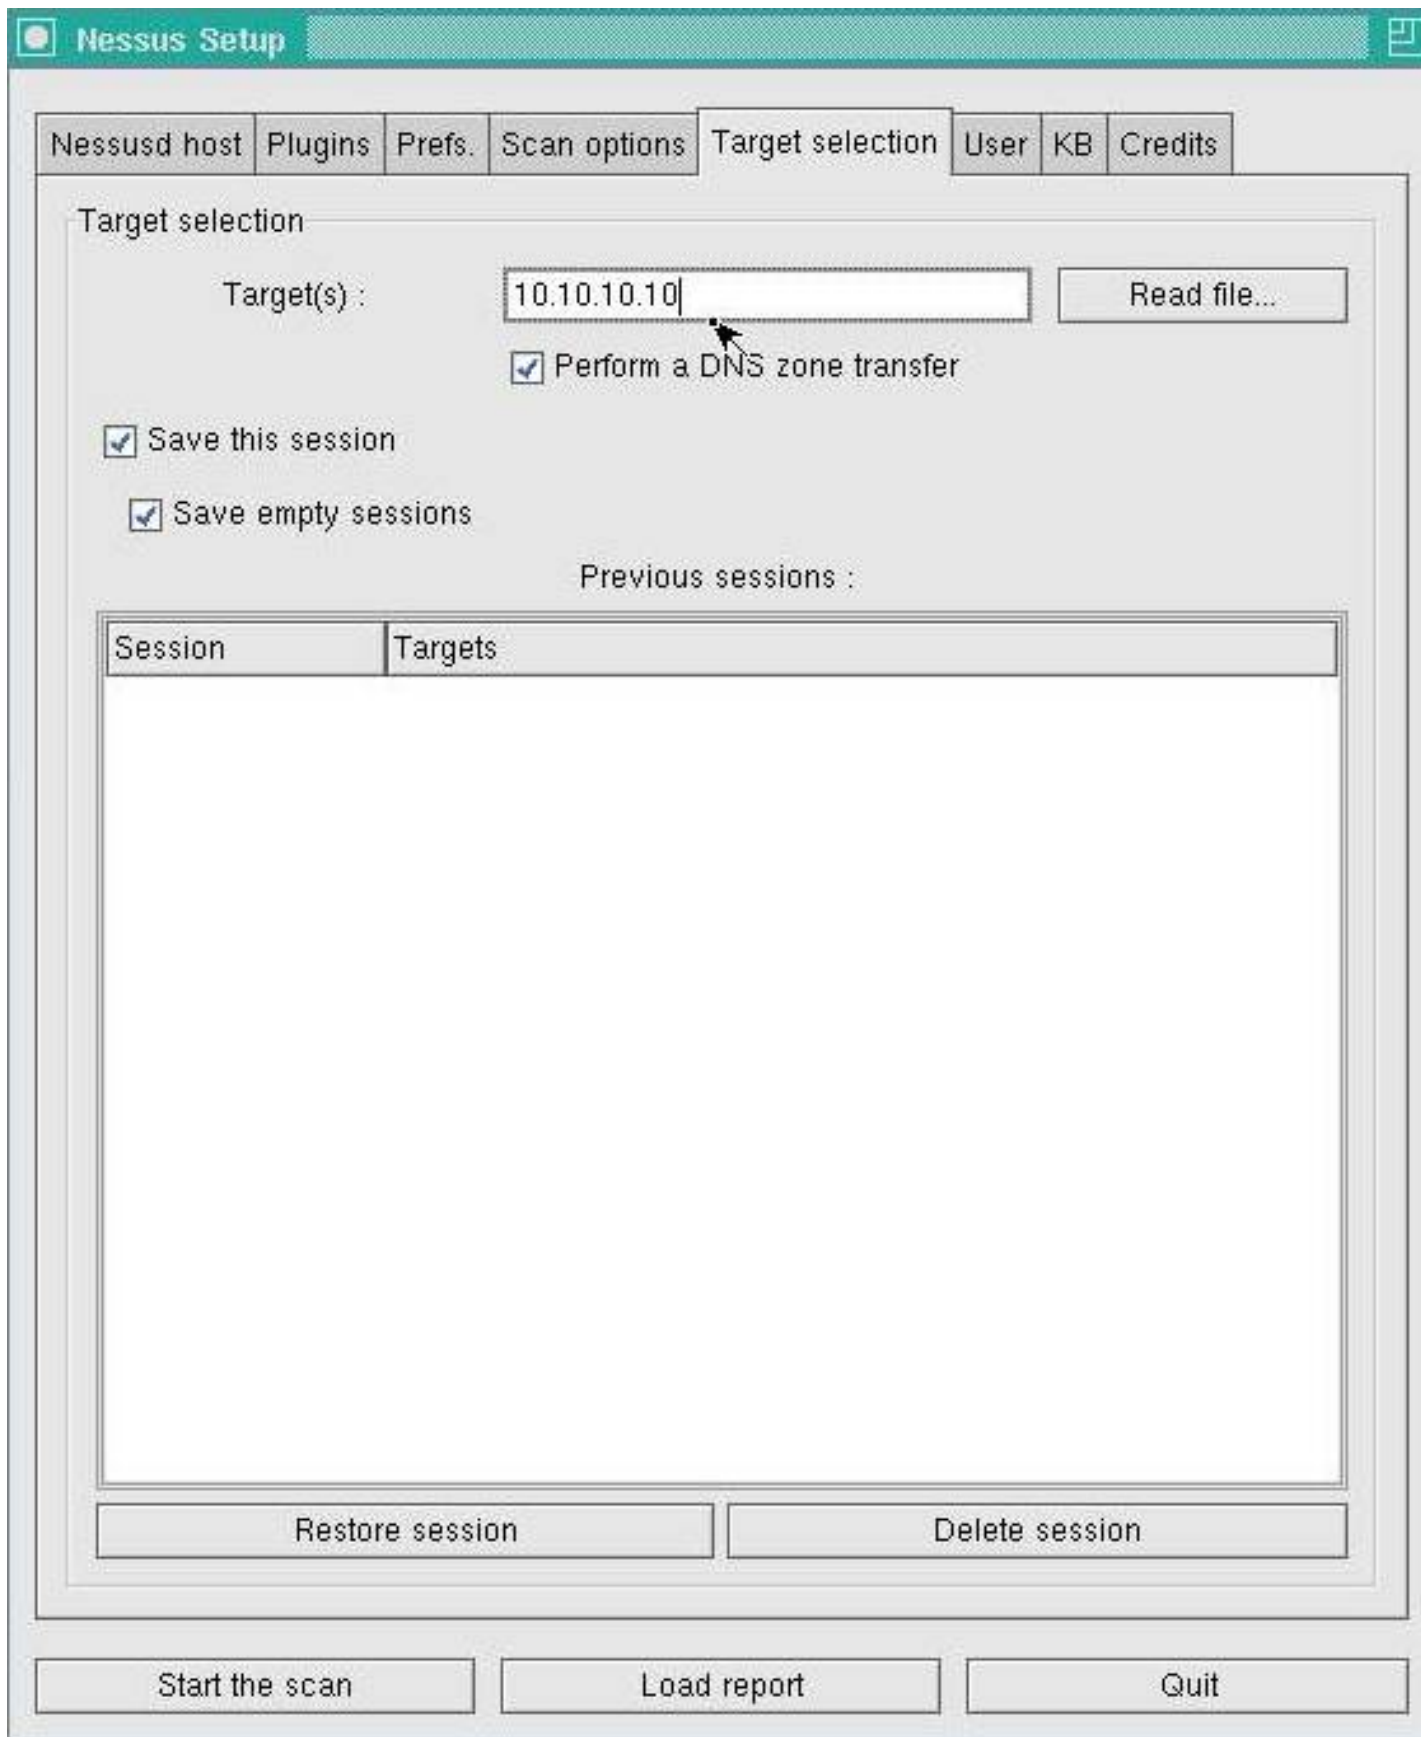 Nessus Setup
Nessusd host Plugins Prefs. Scan options Target selection User KB Credits
Target selection
Target(s) : 10.10.10.10 Read file...
Perform a DNS zone transfer
Save this session
Save empty sessions
Previous sessions :
Session Targets
Restore session Delete session
Start the scan Load report Quit